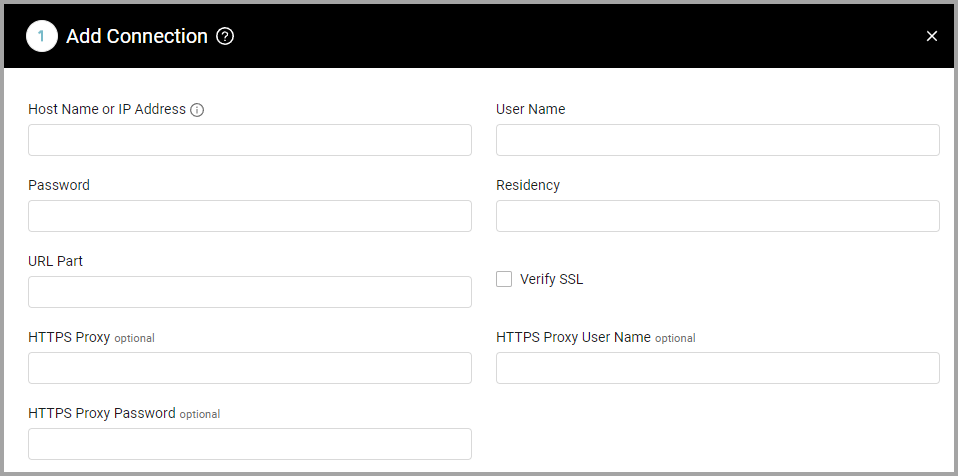 1 Add Connection ?
Host Name or IP Address
User Name
Password
Residency
URL Part
Verify SSL
HTTPS Proxy optional
HTTPS Proxy User Name optional
HTTPS Proxy Password optional